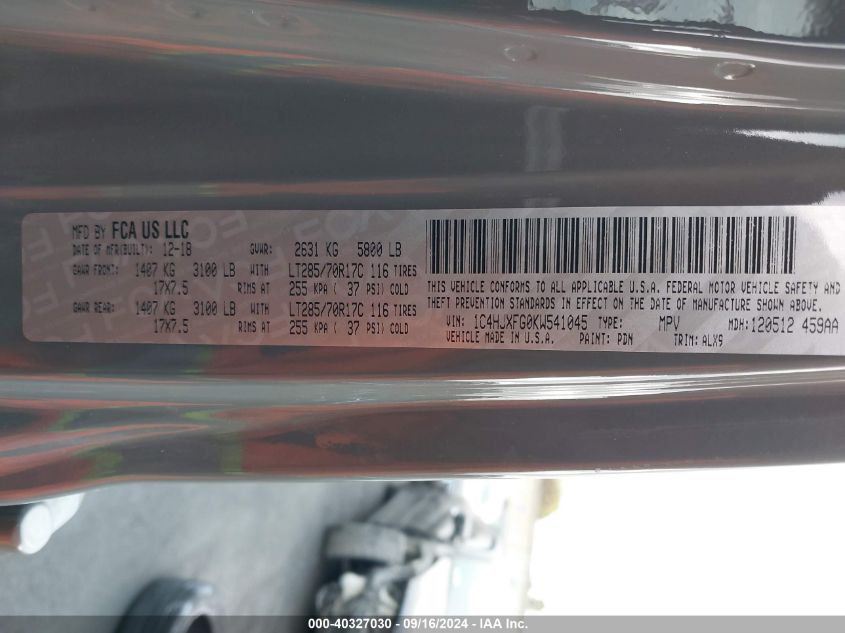 MFD BY FCA US LLC
DATE OF MFR(BUILT): 12-18 GVWR: 2631 KG 5800 LB
GAWR FRONT: 1407 KG 3100 LB WITH LT285/70R17C 116 TIRES
17X7.5 RIMS AT 255 KPA ( 37 PSI) COLD
GAWR REAR: 1407 KG 3100 LB WITH LT285/70R17C 116 TIRES
17X7.5 RIMS AT 255 KPA ( 37 PSI) COLD
THIS VEHICLE CONFORMS TO ALL APPLICABLE U.S.A. FEDERAL MOTOR VEHICLE SAFETY AND
THEFT PREVENTION STANDARDS IN EFFECT ON THE DATE OF MANUFACTURE SHOWN ABOVE.
VIN: 1C4HJXFG0KW541045 TYPE: MPV MDH: 120512 459AA
VEHICLE MADE IN U.S.A. PAINT: PDN TRIM: ALX9
000-40327030 - 09/16/2024 - IAA Inc.